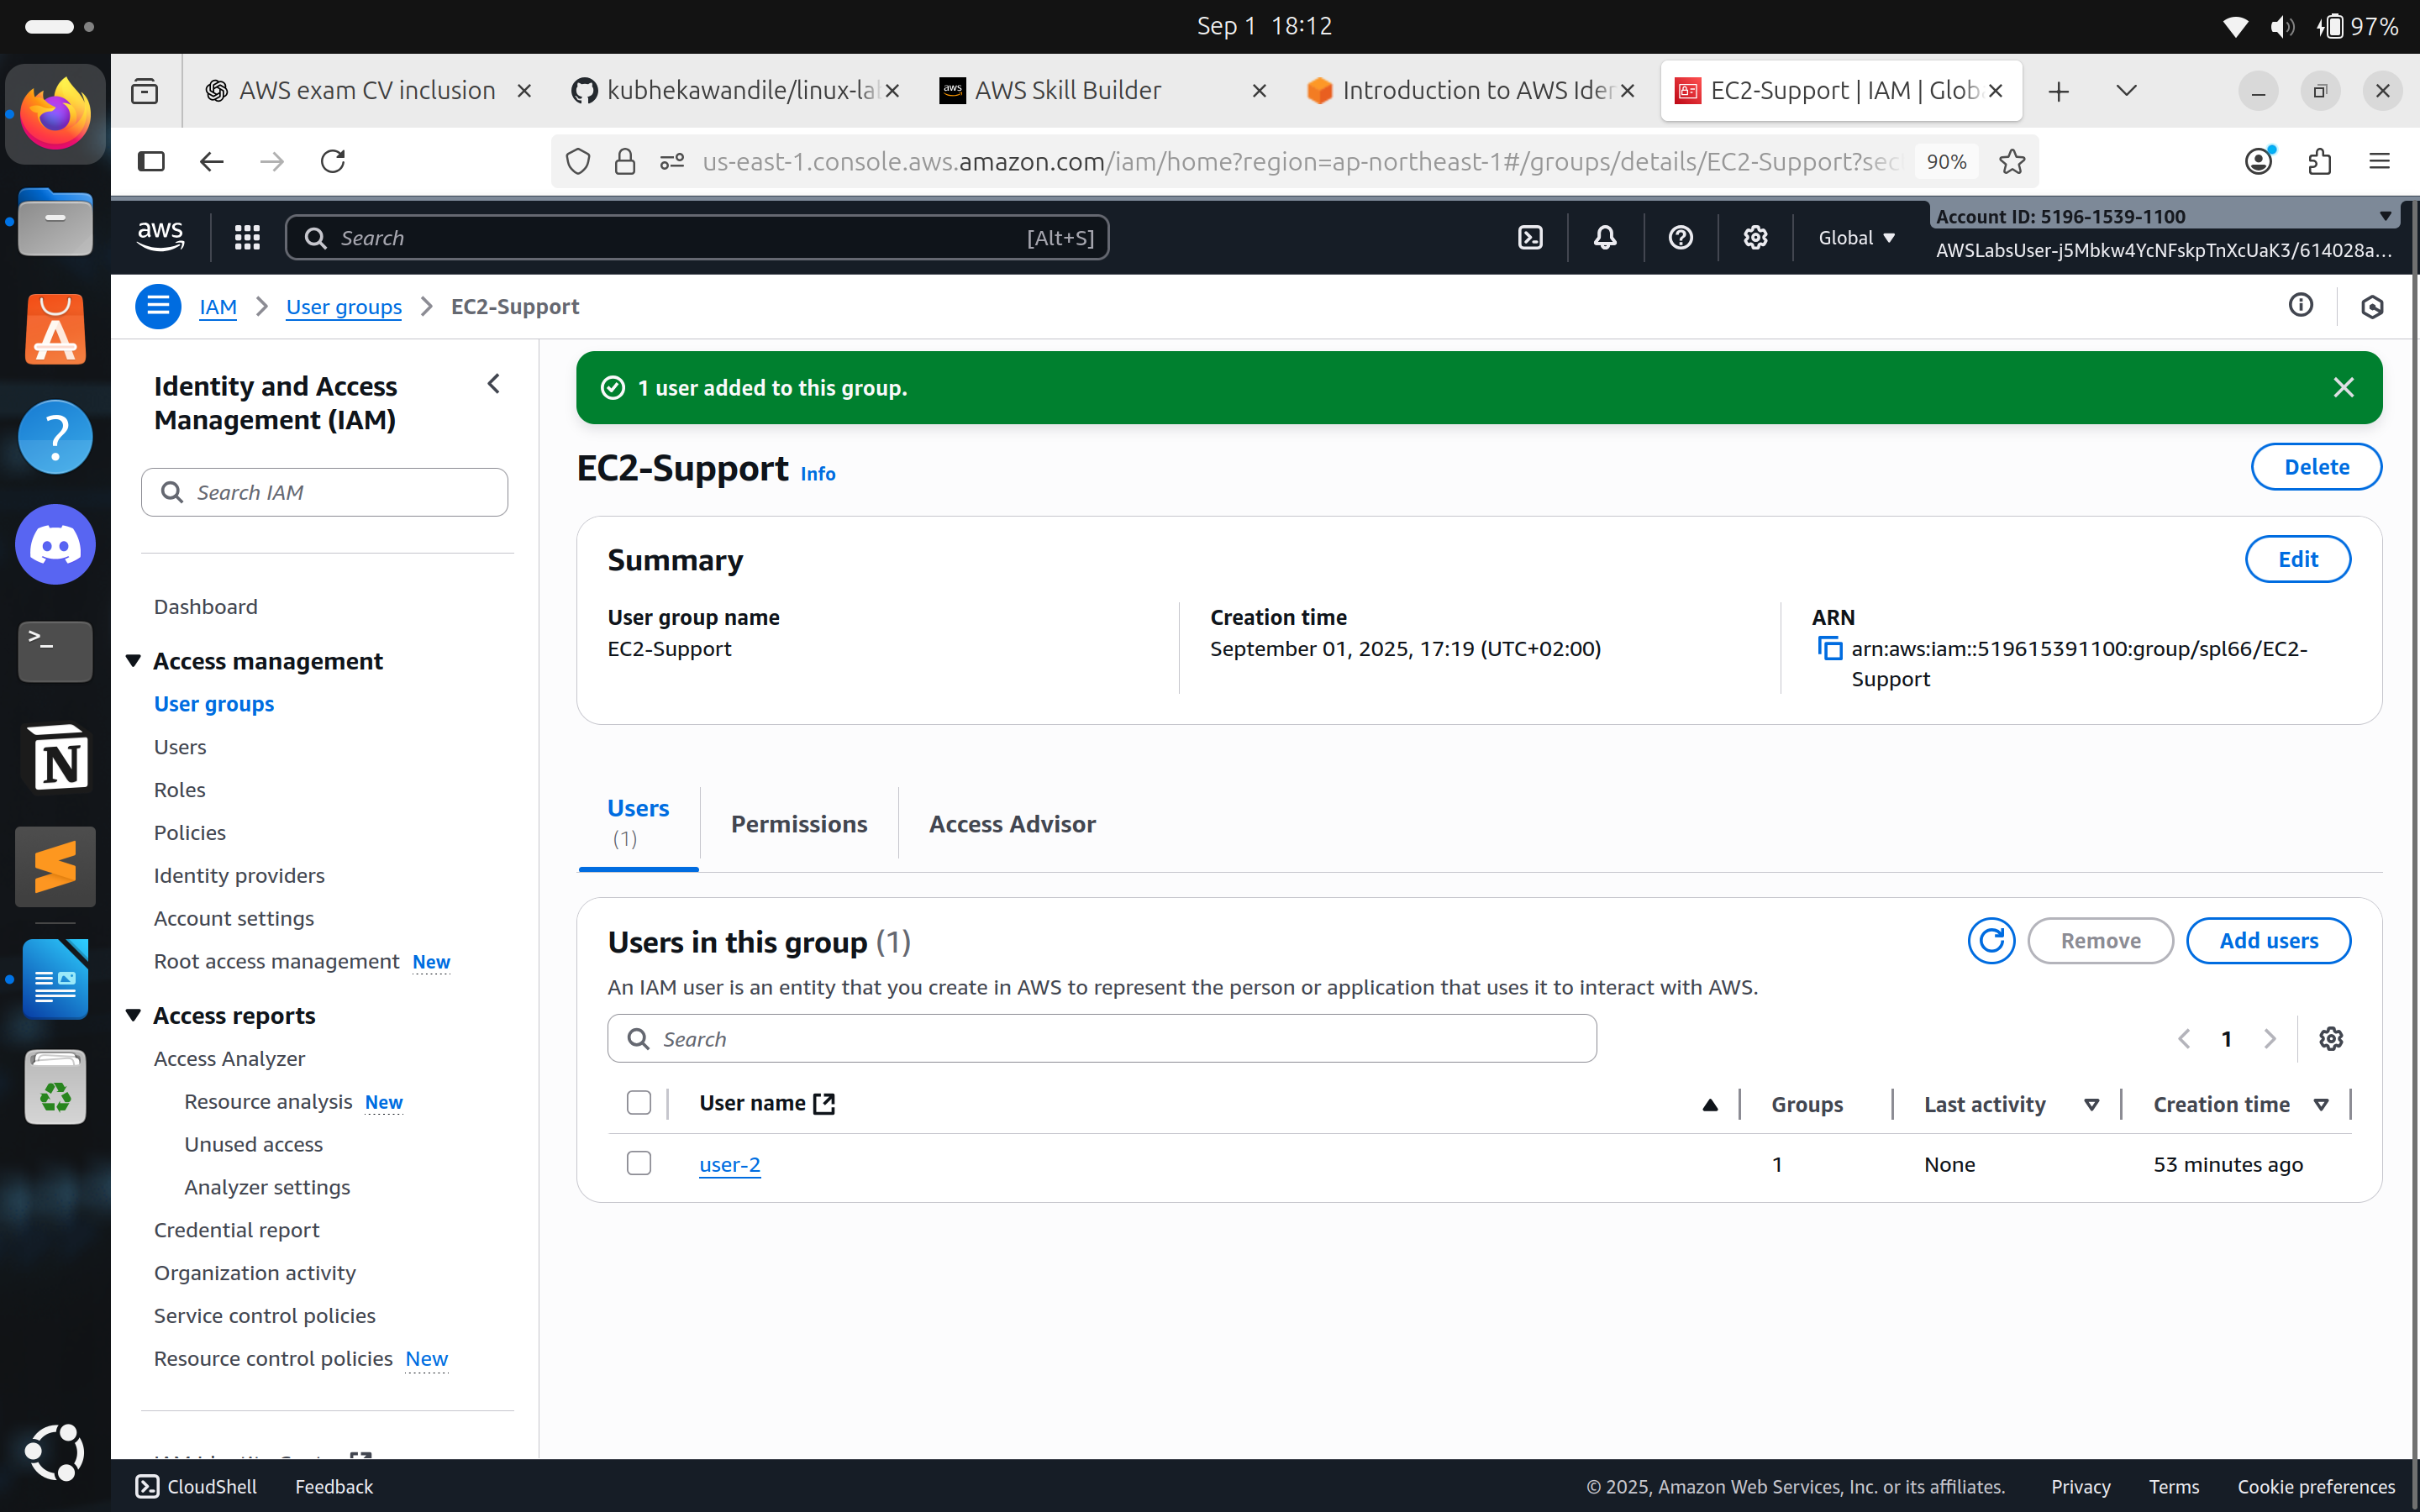 Sep 1 18:12
97%
AWS exam CV inclusion
kubhekawandile/linux-lal
AWS Skill Builder
Introduction to AWS Ider
EC2-Support | IAM | Glob
us-east-1.console.aws.amazon.com/iam/home?region=ap-northeast-1#/groups/details/EC2-Support?sec
90%
aws
Search
[Alt+S]
Global
Account ID: 5196-1539-1100
AWSLabsUser-j5Mbkw4YcNFskpTnXcUaK3/614028a...
IAM
User groups
EC2-Support
Identity and Access
Management (IAM)
Search IAM
Dashboard
Access management
User groups
Users
Roles
Policies
Identity providers
Account settings
Root access management New
Access reports
Access Analyzer
Resource analysis New
Unused access
Analyzer settings
Credential report
Organization activity
Service control policies
Resource control policies New
1 user added to this group.
EC2-Support Info
Delete
Summary
Edit
User group name
EC2-Support
Creation time
September 01, 2025, 17:19 (UTC+02:00)
ARN
arn:aws:iam::519615391100:group/spl66/EC2-
Support
Users
(1)
Permissions
Access Advisor
Users in this group (1)
Remove
Add users
An IAM user is an entity that you create in AWS to represent the person or application that uses it to interact with AWS.
Search
1
User name
Groups
Last activity
Creation time
user-2
1
None
53 minutes ago
CloudShell
Feedback
© 2025, Amazon Web Services, Inc. or its affiliates.
Privacy
Terms
Cookie preferences